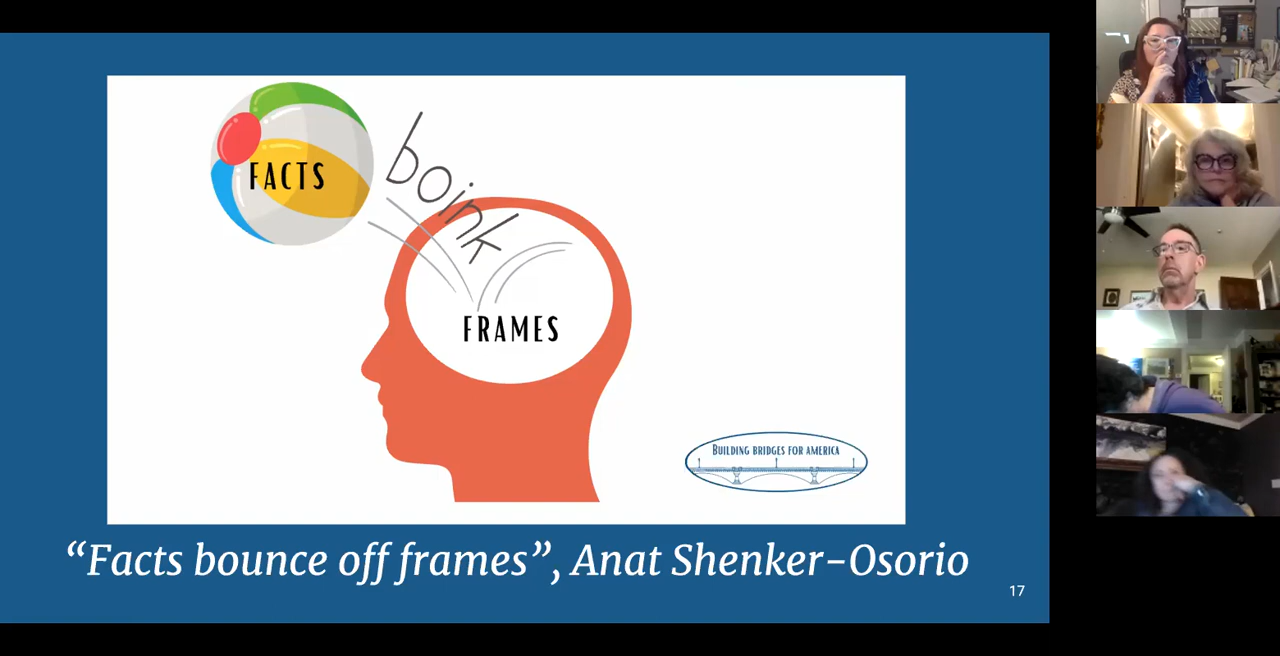 FACTS
boink
FRAMES
BUILDING BRIDGES FOR AMERICA
“Facts bounce off frames”, Anat Shenker-Osorio
17